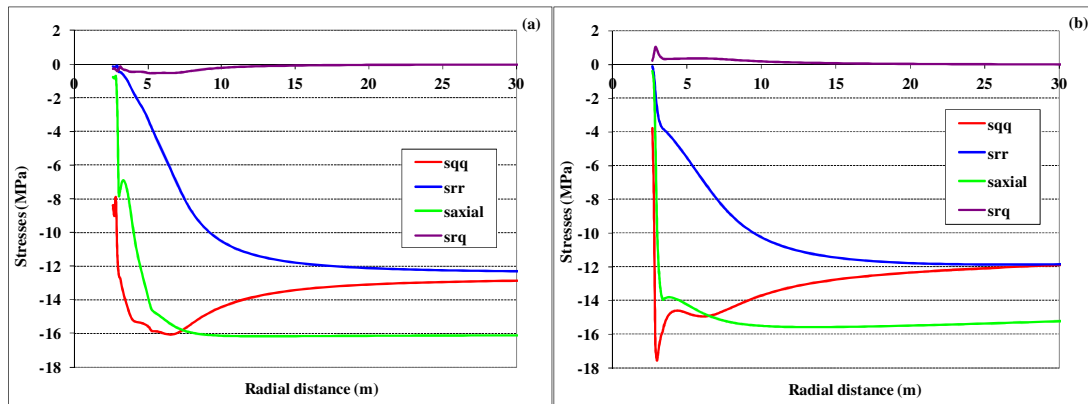 (a)
2
0
-2
-4
-6
-8
-10
-12
-14
-16
-18
0 5 10 15 20 25 30
Stresses (MPa)
Radial distance (m)
sqq
srr
saxial
srq
(b)
2
0
-2
-4
-6
-8
-10
-12
-14
-16
-18
0 5 10 15 20 25 30
Stresses (MPa)
Radial distance (m)
sqq
srr
saxial
srq